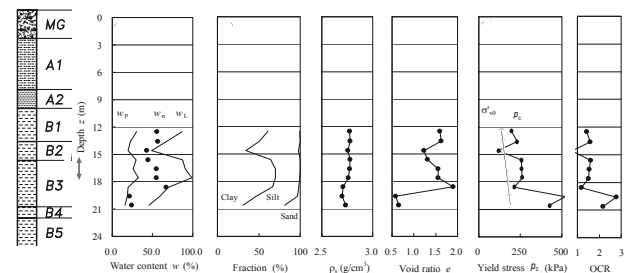 MG
A1
A2
B1
B2
B3
B4
B5
Depth z (m)
0
3
6
9
12
15
18
21
24
wp wn wL
0.0 50.0 100.0
Water content w (%)
Clay Silt
Sand
0 50 100
Fraction (%)
2.0 3.0
ρs (g/cm³)
0.5 1.0 1.5 2.0
Void ratio e
σ'v0 pc
0 250 500
Yield stress pc (kPa)
1 2 3
OCR